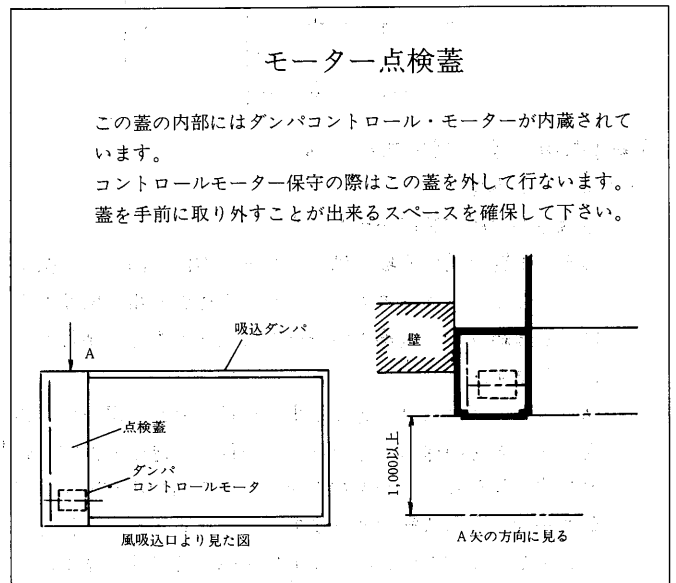 モーター点検蓋
この蓋の内部にはダンパコントロール・モーターが内蔵されて
います。
コントロールモーター保守の際はこの蓋を外して行ないます。
蓋を手前に取り外すことが出来るスペースを確保して下さい。
吸込ダンパ
A
壁
点検蓋
ダンパ
コントロールモータ
1,000以上
風吸込口より見た図
A矢の方向に見る